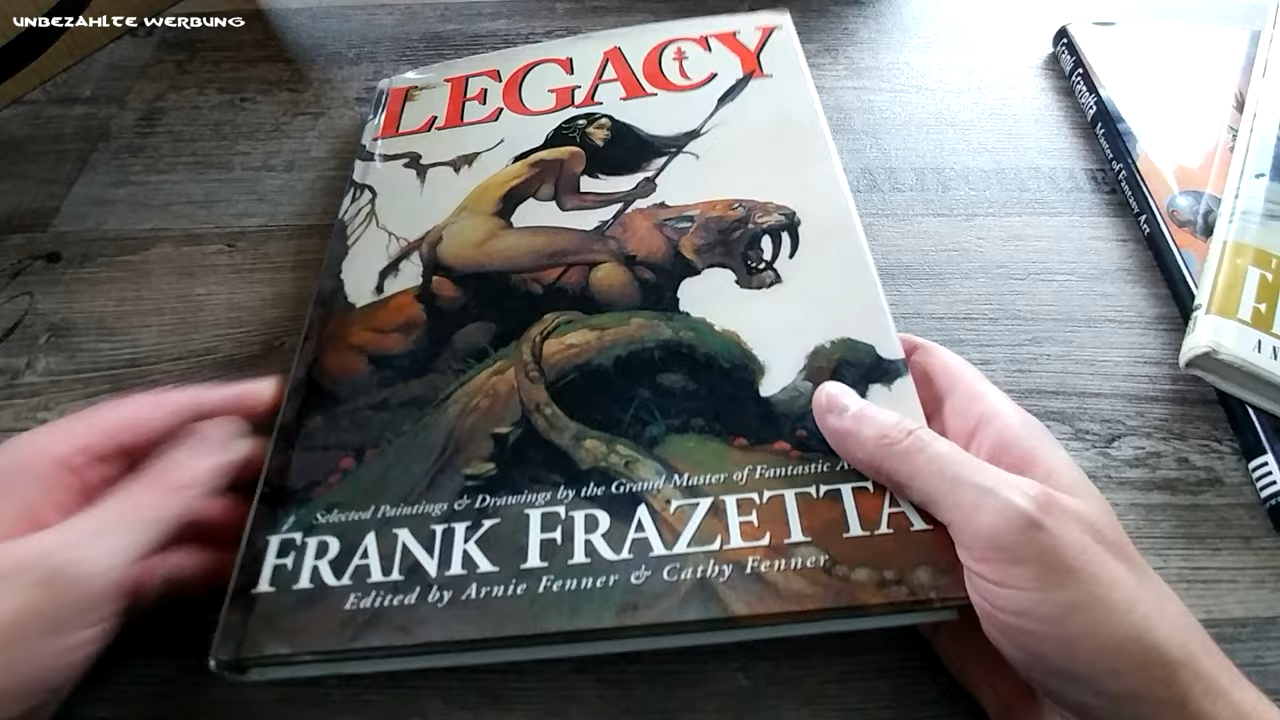 UNBEZAHLTE WERBUNG
LEGACY
Selected Paintings & Drawings by the Grand Master of Fantastic
FRANK FRAZETTA
Edited by Arnie Fenner & Cathy Fenner
Frank Frazetta Master of Fantasy Art